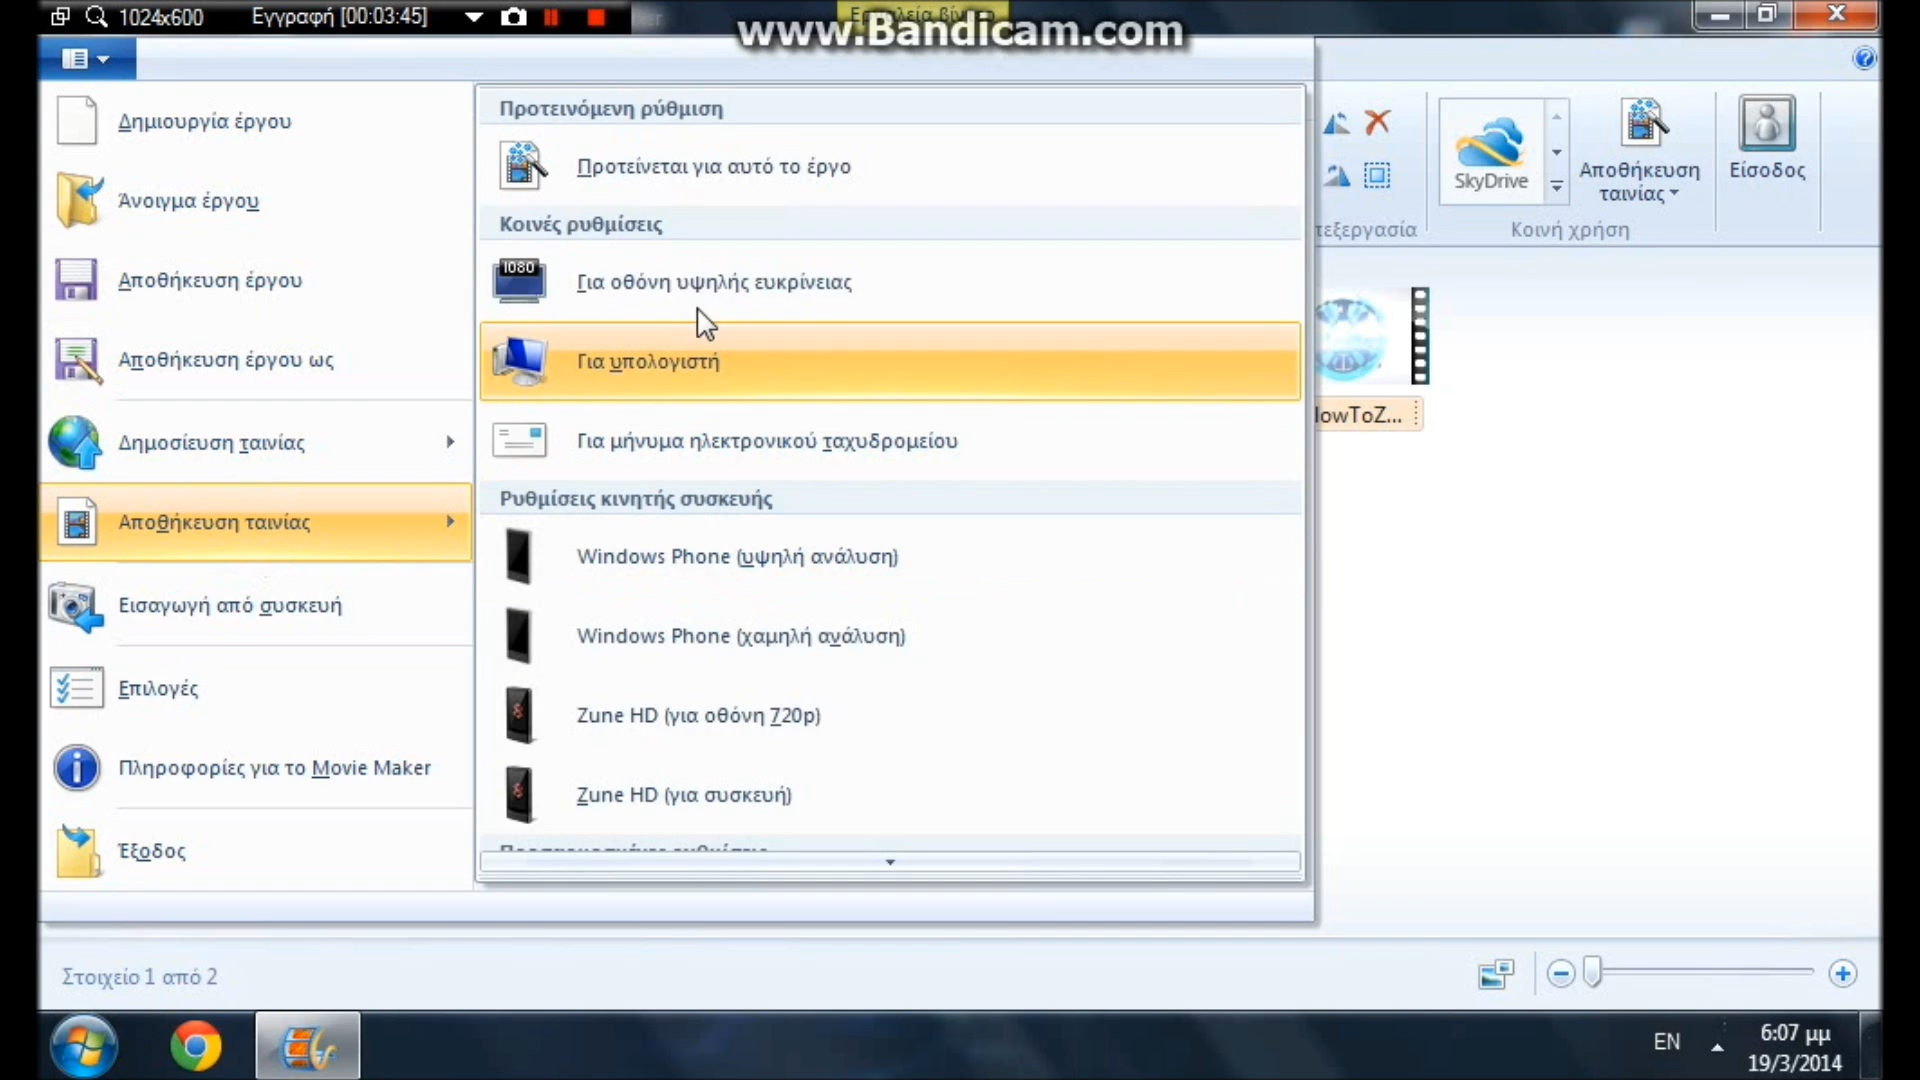 1024x600
Εγγραφή [00:03:45]
www.Bandicam.com
Δημιουργία έργου
Άνοιγμα έργου
Αποθήκευση έργου
Αποθήκευση έργου ως
Δημοσίευση ταινίας
Αποθήκευση ταινίας
Εισαγωγή από συσκευή
Επιλογές
Πληροφορίες για το Movie Maker
Έξοδος
Προτεινόμενη ρύθμιση
Προτείνεται για αυτό το έργο
Κοινές ρυθμίσεις
1080
Για οθόνη υψηλής ευκρίνειας
Για υπολογιστή
Για μήνυμα ηλεκτρονικού ταχυδρομείου
Ρυθμίσεις κινητής συσκευής
Windows Phone (υψηλή ανάλυση)
Windows Phone (χαμηλή ανάλυση)
Zune HD (για οθόνη 720p)
Zune HD (για συσκευή)
SkyDrive
Αποθήκευση
ταινίας
Είσοδος
τεξεργασία
Κοινή χρήση
lowToZ...
Στοιχείο 1 από 2
EN
6:07 μμ
19/3/2014